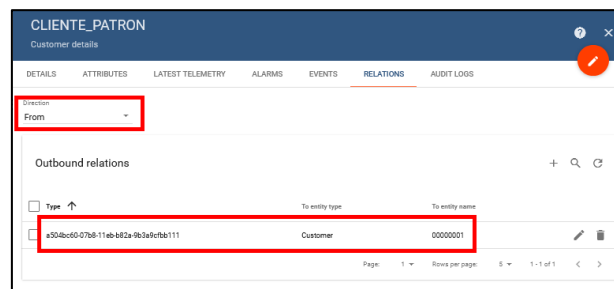 CLIENTE_PATRON
Customer details
DETAILS ATTRIBUTES LATEST TELEMETRY ALARMS EVENTS RELATIONS AUDIT LOGS
Direction
From
Outbound relations
Type To entity type To entity name
a504bc60-07b8-11eb-b82a-9b3a9cfbb111 Customer 00000001
Page: 1 Rows per page: 5 1 - 1 of 1